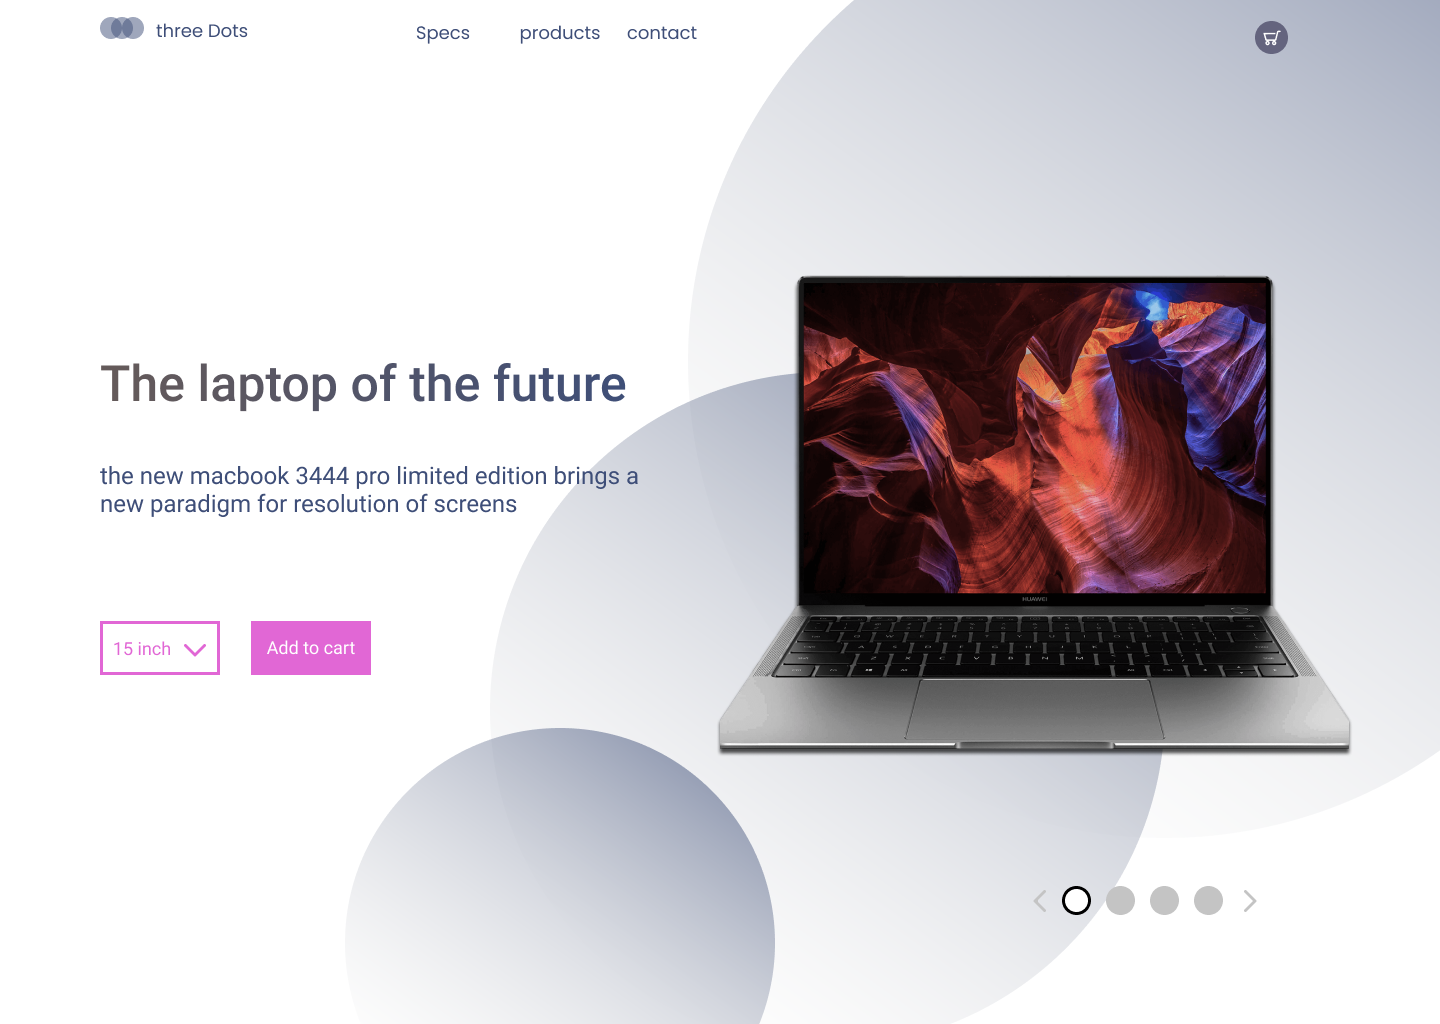 three Dots
Specs products contact
The laptop of the future
the new macbook 3444 pro limited edition brings a
new paradigm for resolution of screens
HUAWEI
15 inch
Add to cart